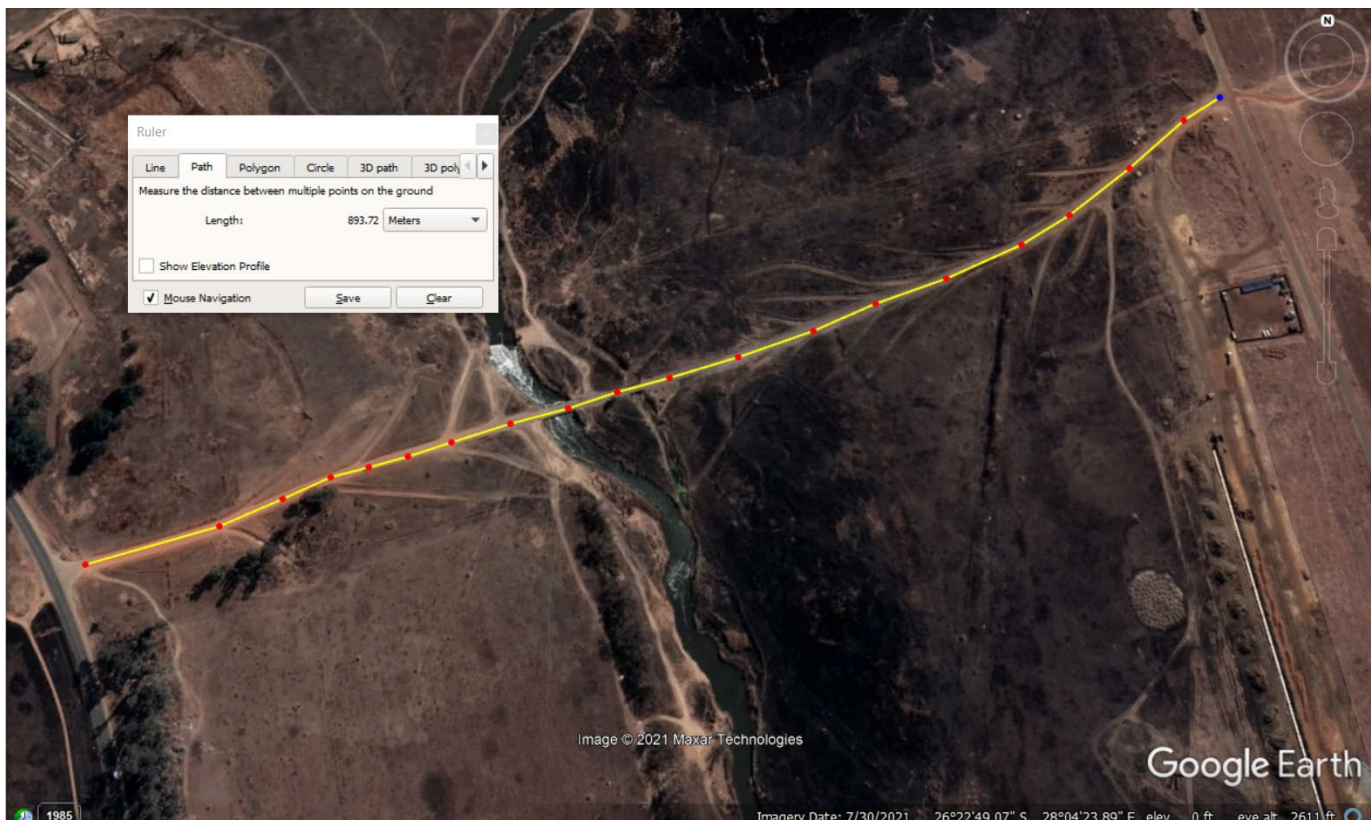 N
Ruler
Line Path Polygon Circle 3D path 3D poly
Measure the distance between multiple points on the ground
Length: 893.72 Meters
Show Elevation Profile
Mouse Navigation Save Clear
Image © 2021 Maxar Technologies
Google Earth
1985 Imagery Date: 7/30/2021 26°22'49.07" S 28°04'23.89" E elev 0 ft eye alt 2611 ft